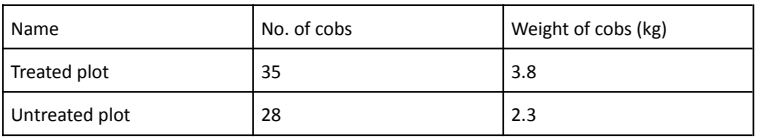 Name No. of cobs Weight of cobs (kg)
Treated plot 35 3.8
Untreated plot 28 2.3